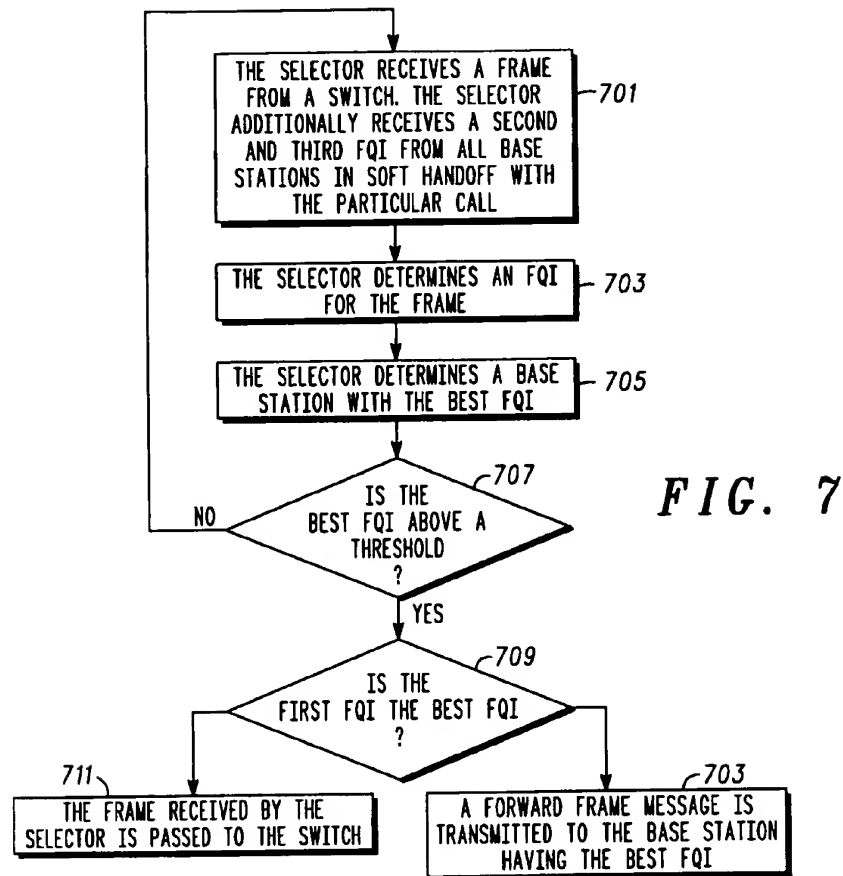 THE SELECTOR RECEIVES A FRAME
FROM A SWITCH. THE SELECTOR
ADDITIONALLY RECEIVES A SECOND
AND THIRD FQI FROM ALL BASE
STATIONS IN SOFT HANDOFF WITH
THE PARTICULAR CALL
701
THE SELECTOR DETERMINES AN FQI
FOR THE FRAME
703
THE SELECTOR DETERMINES A BASE
STATION WITH THE BEST FQI
705
707
IS THE
BEST FQI ABOVE A
THRESHOLD
?
NO
YES
FIG. 7
709
IS THE
FIRST FQI THE BEST FQI
?
711
THE FRAME RECEIVED BY THE
SELECTOR IS PASSED TO THE SWITCH
703
A FORWARD FRAME MESSAGE IS
TRANSMITTED TO THE BASE STATION
HAVING THE BEST FQI